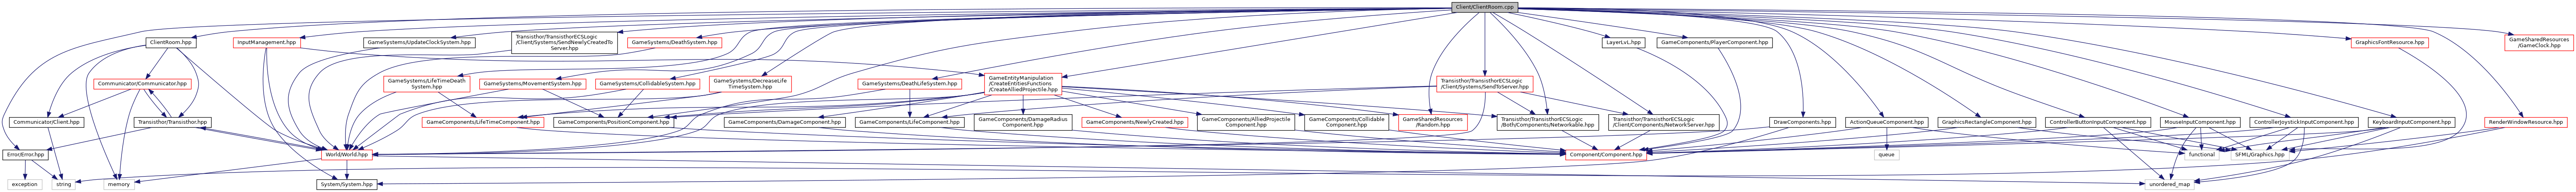 Client/ClientRoom.cpp
ClientRoom.hpp
InputManagement.hpp
GameSystems/UpdateClockSystem.hpp
Transisthor/TransisthorECSLogic
/Client/Systems/SendNewlyCreatedTo
Server.hpp
GameSystems/DeathSystem.hpp
LayerLvL.hpp
GameComponents/PlayerComponent.hpp
GraphicsFontResource.hpp
GameSharedResources
/GameClock.hpp
Communicator/Communicator.hpp
GameSystems/LifeTimeDeath
System.hpp
GameSystems/MovementSystem.hpp
GameSystems/CollidableSystem.hpp
GameSystems/DecreaseLife
TimeSystem.hpp
GameSystems/DeathLifeSystem.hpp
GameEntityManipulation
/CreateEntitiesFunctions
/CreateAlliedProjectile.hpp
Transisthor/TransisthorECSLogic
/Client/Systems/SendToServer.hpp
Communicator/Client.hpp
Transisthor/Transisthor.hpp
GameComponents/LifeTimeComponent.hpp
GameComponents/PositionComponent.hpp
GameComponents/DamageComponent.hpp
GameComponents/LifeComponent.hpp
GameComponents/DamageRadius
Component.hpp
GameComponents/NewlyCreated.hpp
GameComponents/AlliedProjectile
Component.hpp
GameComponents/Collidable
Component.hpp
GameSharedResources
/Random.hpp
Transisthor/TransisthorECSLogic
/Both/Components/Networkable.hpp
Transisthor/TransisthorECSLogic
/Client/Components/NetworkServer.hpp
DrawComponents.hpp
ActionQueueComponent.hpp
GraphicsRectangleComponent.hpp
ControllerButtonInputComponent.hpp
MouseInputComponent.hpp
ControllerJoystickInputComponent.hpp
KeyboardInputComponent.hpp
RenderWindowResource.hpp
Error/Error.hpp
World/World.hpp
Component/Component.hpp
queue
functional
SFML/Graphics.hpp
exception
string
memory
System/System.hpp
unordered_map